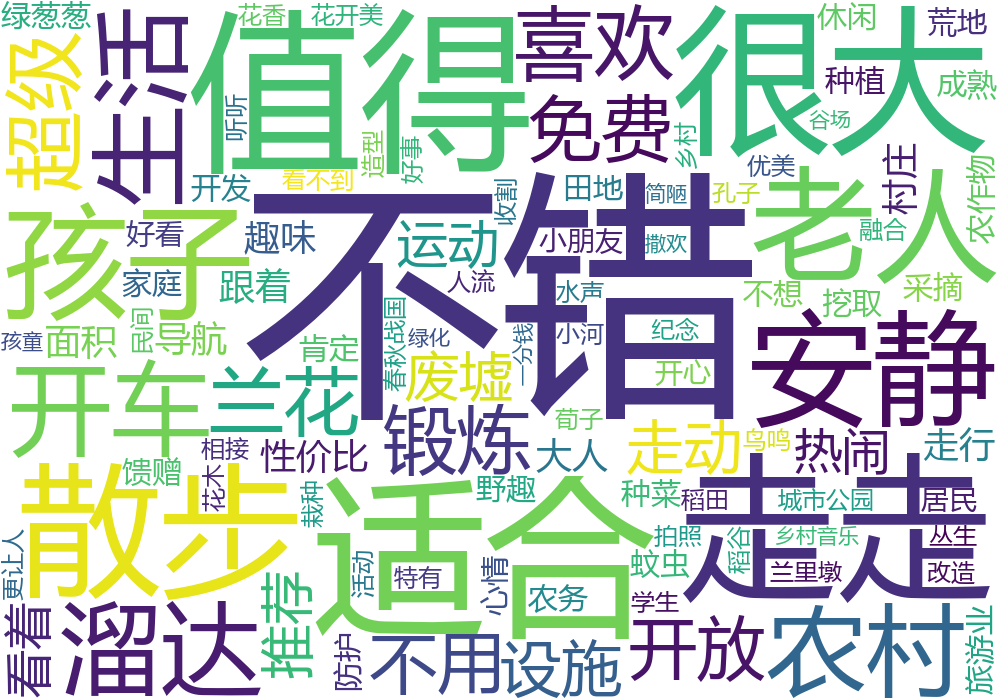 绿葱葱
花香
花开美
休闲
荒地
超级
生活
值得
喜欢
很大
种植
成熟
听听
免费
谷场
造型
好事
乡村
优美
村庄
开发
看不到
收割
田地
简陋
孔子
老人
农作物
孩子
好看
趣味
运动
不错
小朋友
撒欢
融合
家庭
跟着
人流
水声
不想
挖取
采摘
孩童
面积
民间
导航
肯定
春秋战国
绿化
一分钱
小河
纪念
安静
开车
兰花
废墟
开心
荀子
锻炼
相接
性价比
大人
走动
鸟鸣
热闹
走行
馈赠
花木
散步
栽种
适合
野趣
种菜
稻田
走走
城市公园
居民
拍照
稻谷
乡村音乐
丛生
更让人
蚊虫
兰里墩
改造
活动
特有
心情
农务
学生
推荐
看着
溜达
防护
不用
设施
开放
农村
旅游业